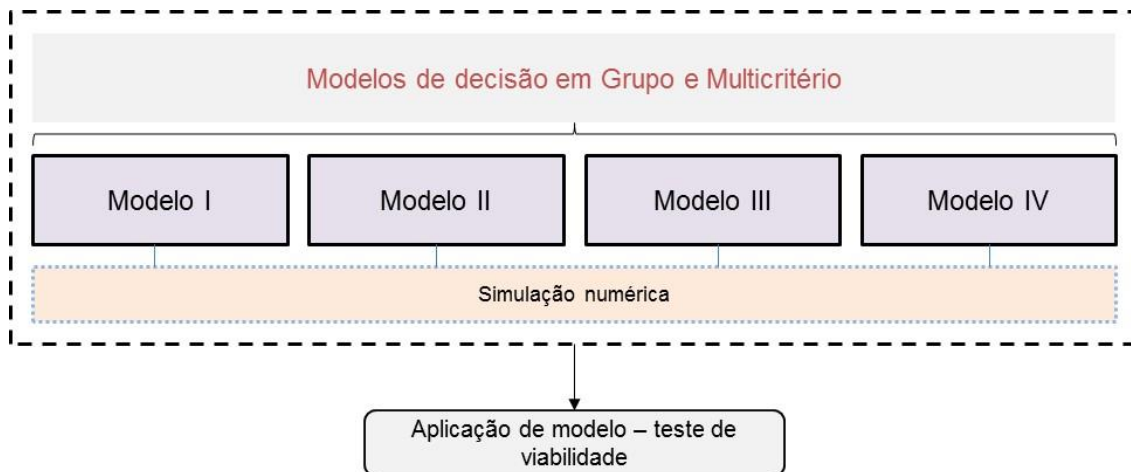 Modelos de decisão em Grupo e Multicritério
Modelo I
Modelo II
Modelo III
Modelo IV
Simulação numérica
Aplicação de modelo – teste de
viabilidade